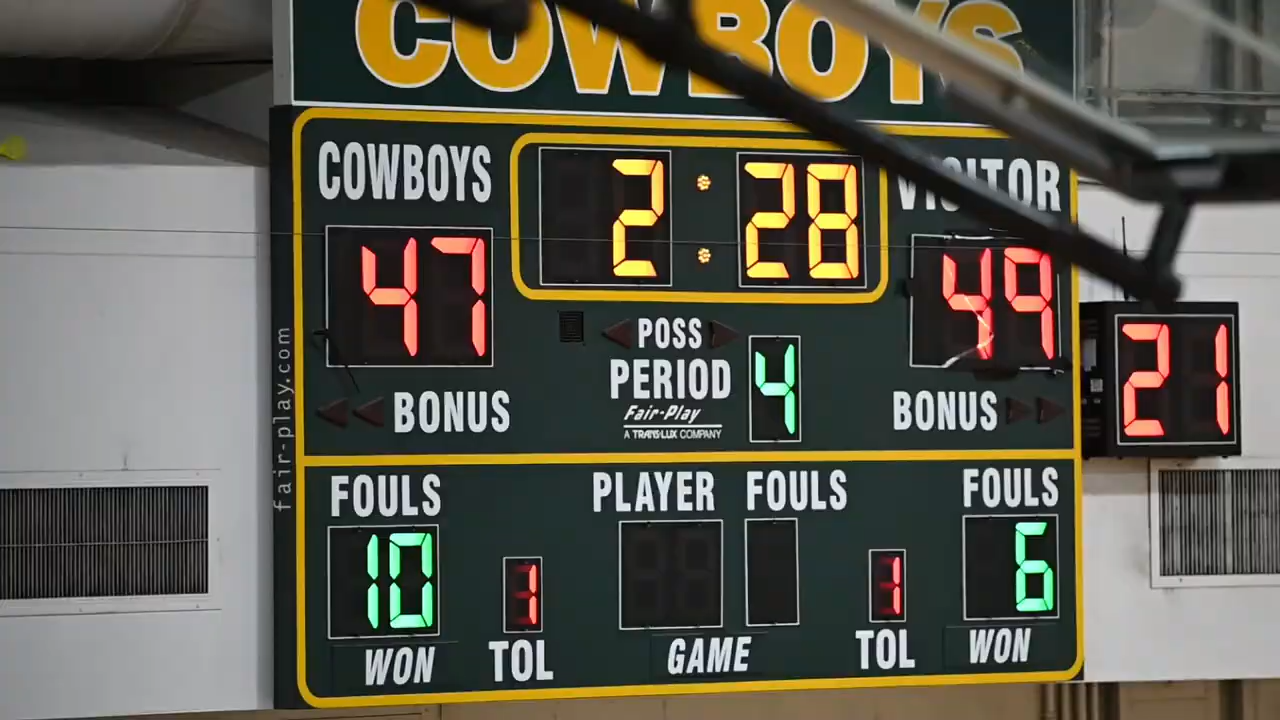 COWBOYS
COWBOYS 2:28 VISITOR
47 49
POSS
PERIOD 4
Fair-Play
A TRANS-LUX COMPANY
BONUS BONUS
21
fair-play.com
FOULS PLAYER FOULS FOULS
10 1 1 6
WON TOL GAME TOL WON